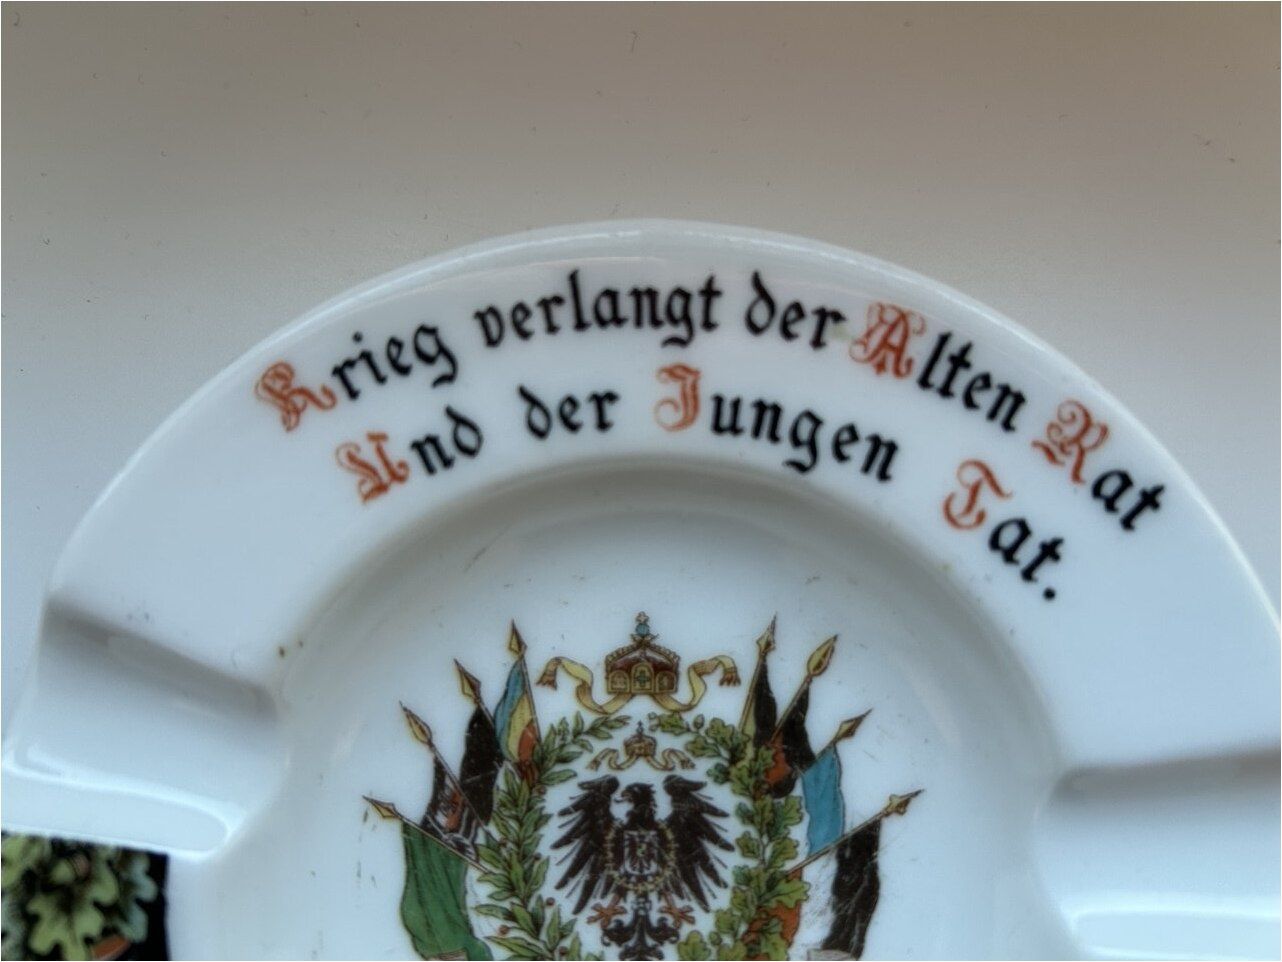 Krieg verlangt der Alten Rat
Und der Jungen Tat.